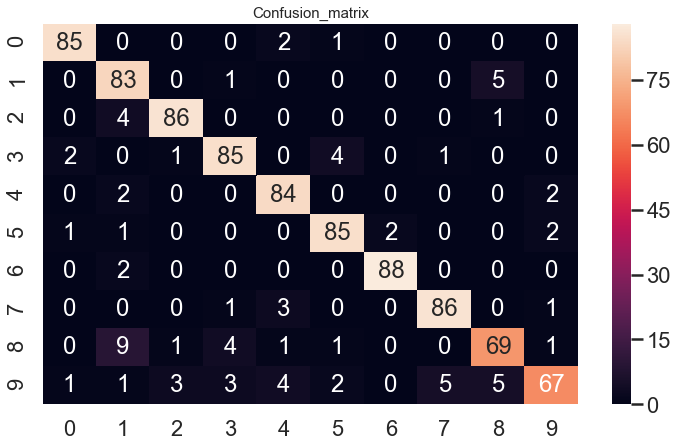 Confusion_matrix
0 85 0 0 0 2 1 0 0 0 0
1 0 83 0 1 0 0 0 0 5 0
2 0 4 86 0 0 0 0 0 1 0
3 2 0 1 85 0 4 0 1 0 0
4 0 2 0 0 84 0 0 0 0 2
5 1 1 0 0 0 85 2 0 0 2
6 0 2 0 0 0 0 88 0 0 0
7 0 0 0 1 3 0 0 86 0 1
8 0 9 1 4 1 1 0 0 69 1
9 1 1 3 3 4 2 0 5 5 67
0 1 2 3 4 5 6 7 8 9
75
60
45
30
15
0